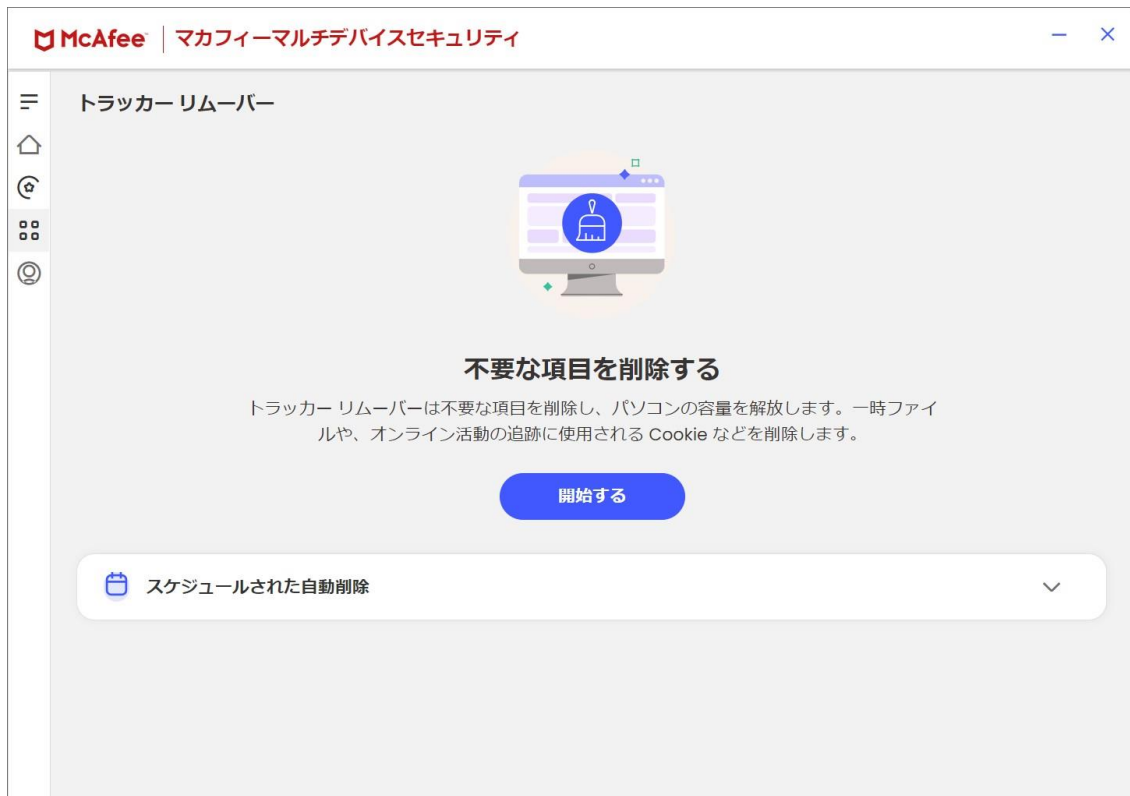 McAfee マカフィーマルチデバイスセキュリティ
トラッカー リムーバー
不要な項目を削除する
トラッカー リムーバーは不要な項目を削除し、パソコンの容量を解放します。一時ファイ
ルや、オンライン活動の追跡に使用される Cookie などを削除します。
開始する
スケジュールされた自動削除